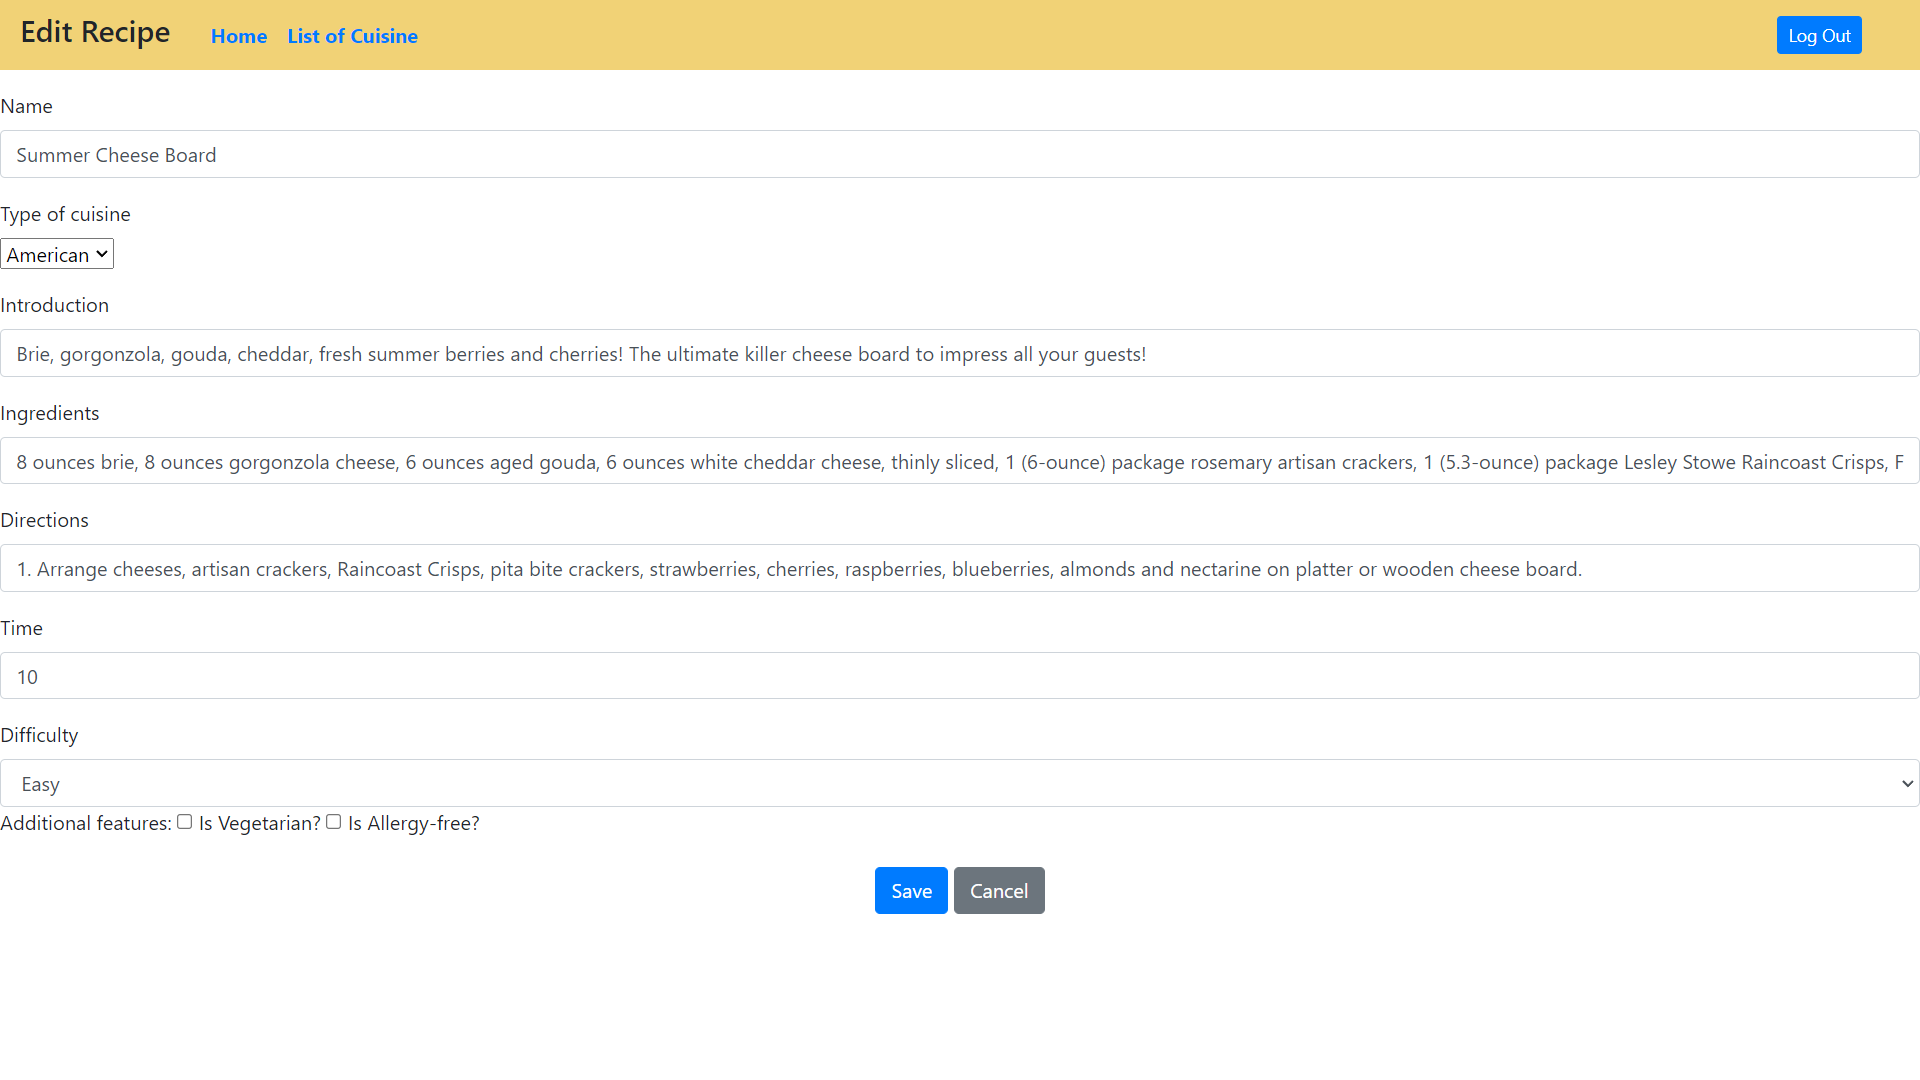 Edit Recipe Home List of Cuisine Log Out
Name
Summer Cheese Board
Type of cuisine
American
Introduction
Brie, gorgonzola, gouda, cheddar, fresh summer berries and cherries! The ultimate killer cheese board to impress all your guests!
Ingredients
8 ounces brie, 8 ounces gorgonzola cheese, 6 ounces aged gouda, 6 ounces white cheddar cheese, thinly sliced, 1 (6-ounce) package rosemary artisan crackers, 1 (5.3-ounce) package Lesley Stowe Raincoast Crisps, F
Directions
1. Arrange cheeses, artisan crackers, Raincoast Crisps, pita bite crackers, strawberries, cherries, raspberries, blueberries, almonds and nectarine on platter or wooden cheese board.
Time
10
Difficulty
Easy
Additional features: Is Vegetarian? Is Allergy-free?
Save Cancel